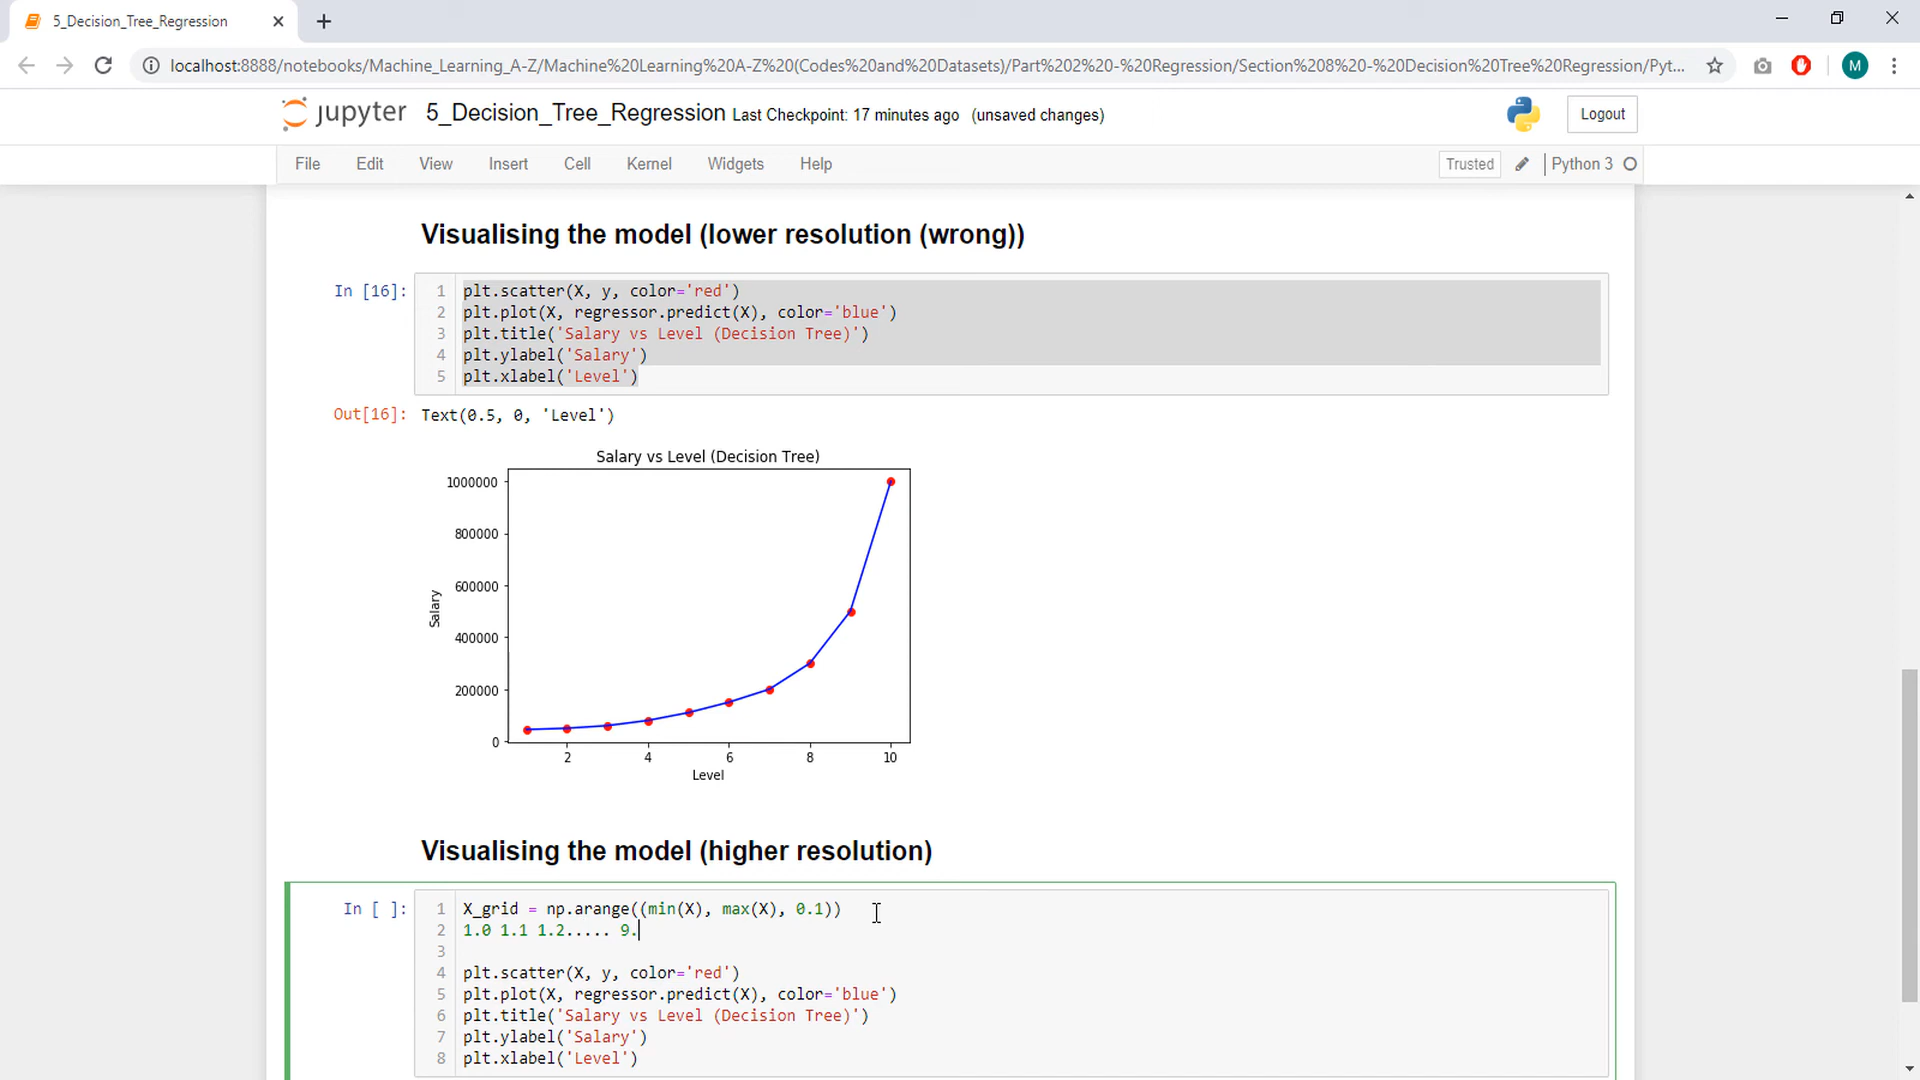 5_Decision_Tree_Regression
localhost:8888/notebooks/Machine_Learning_A-Z/Machine%20Learning%20A-Z%20(Codes%20and%20Datasets)/Part%202%20-%20Regression/Section%208%20-%20Decision%20Tree%20Regression/Pyt...
M
jupyter 5_Decision_Tree_Regression Last Checkpoint: 17 minutes ago (unsaved changes)
Logout
File Edit View Insert Cell Kernel Widgets Help
Trusted Python 3
Visualising the model (lower resolution (wrong))
In [16]:
1 plt.scatter(X, y, color='red')
2 plt.plot(X, regressor.predict(X), color='blue')
3 plt.title('Salary vs Level (Decision Tree)')
4 plt.ylabel('Salary')
5 plt.xlabel('Level')
Out[16]: Text(0.5, 0, 'Level')
Salary vs Level (Decision Tree)
1000000
800000
600000
400000
200000
0
Salary
2 4 6 8 10
Level
Visualising the model (higher resolution)
In [ ]:
1 X_grid = np.arange((min(X), max(X), 0.1))
2 1.0 1.1 1.2..... 9.
3
4 plt.scatter(X, y, color='red')
5 plt.plot(X, regressor.predict(X), color='blue')
6 plt.title('Salary vs Level (Decision Tree)')
7 plt.ylabel('Salary')
8 plt.xlabel('Level')